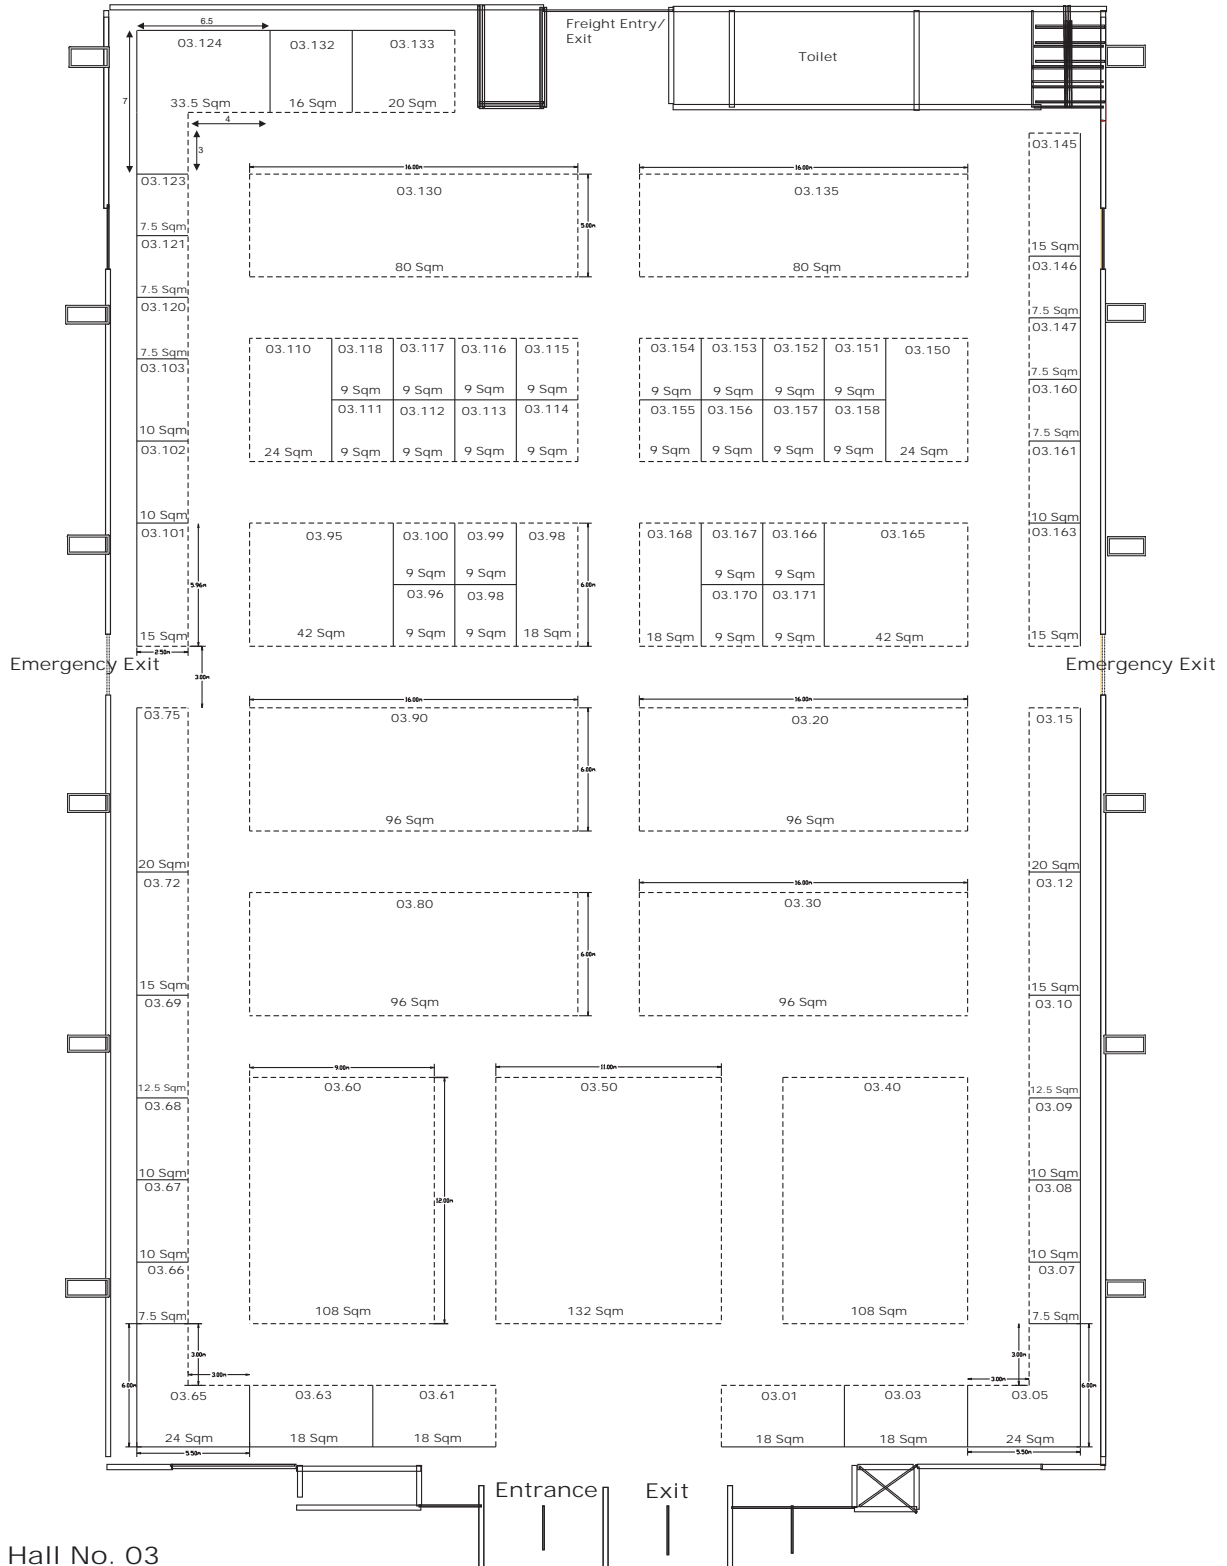 Freight Entry/
Exit
Toilet
6.5
03.124 03.132 03.133
7
33.5 Sqm 16 Sqm 20 Sqm
4
3
03.145
15 Sqm
16.00m 16.00m
03.123
7.5 Sqm
03.130 03.135
5.00m
80 Sqm 80 Sqm
03.121
7.5 Sqm
03.146
7.5 Sqm
03.120
7.5 Sqm
03.147
7.5 Sqm
03.110 03.118 03.117 03.116 03.115
9 Sqm 9 Sqm 9 Sqm 9 Sqm
03.111 03.112 03.113 03.114
24 Sqm 9 Sqm 9 Sqm 9 Sqm 9 Sqm
03.154 03.153 03.152 03.151 03.150
9 Sqm 9 Sqm 9 Sqm 9 Sqm
03.155 03.156 03.157 03.158
9 Sqm 9 Sqm 9 Sqm 9 Sqm 24 Sqm
03.103
10 Sqm
03.160
7.5 Sqm
03.102
10 Sqm
03.161
10 Sqm
03.101
5.96m
15 Sqm
2.50m
03.95 03.100 03.99 03.98
9 Sqm 9 Sqm
03.96 03.98
42 Sqm 9 Sqm 9 Sqm 18 Sqm
6.00m
03.168 03.167 03.166 03.165
9 Sqm 9 Sqm
03.170 03.171
18 Sqm 9 Sqm 9 Sqm 42 Sqm
03.163
15 Sqm
Emergency Exit
Emergency Exit
3.00m
16.00m 16.00m
03.75
20 Sqm
03.90 03.20
6.00m
96 Sqm 96 Sqm
03.15
20 Sqm
03.72
15 Sqm
16.00m
03.80 03.30
6.00m
96 Sqm 96 Sqm
03.12
15 Sqm
03.69
12.5 Sqm
03.10
12.5 Sqm
9.00m 11.00m
03.60 03.50 03.40
12.00m
108 Sqm 132 Sqm 108 Sqm
03.68
10 Sqm
03.09
10 Sqm
03.67
10 Sqm
03.08
10 Sqm
03.66
7.5 Sqm
03.07
7.5 Sqm
3.00m 3.00m
3.00m 3.00m
6.00m 6.00m
03.65 03.63 03.61 03.01 03.03 03.05
24 Sqm 18 Sqm 18 Sqm 18 Sqm 18 Sqm 24 Sqm
5.50m 5.50m
Entrance Exit
Hall No. 03